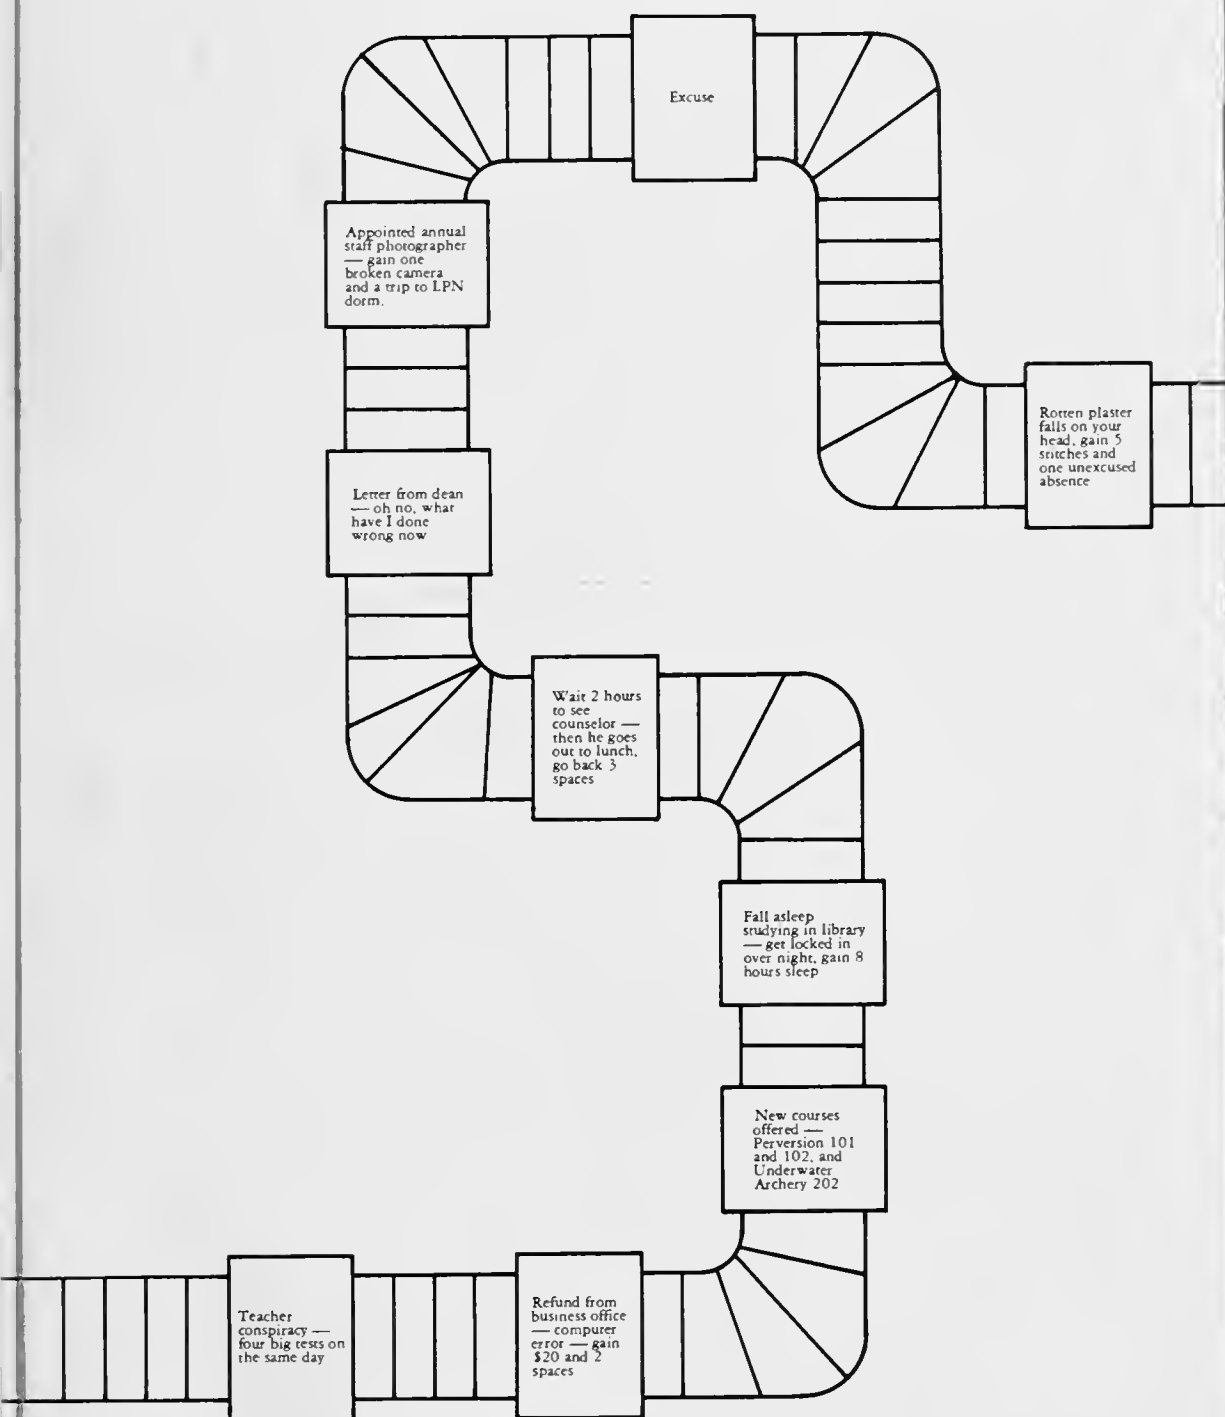 Excuse
Appointed annual
staff photographer
— gain one
broken camera
and a trip to LPN
dorm.
Rotten plaster
falls on your
head, gain 5
stitches and
one unexcused
absence
Letter from dean
— oh no, what
have I done
wrong now
Wait 2 hours
to see
counselor —
then he goes
out to lunch,
go back 3
spaces
Fall asleep
studying in library
— get locked in
over night, gain 8
hours sleep
New courses
offered —
Perversion 101
and 102, and
Underwater
Archery 202
Teacher
conspiracy —
four big tests on
the same day
Refund from
business office
— computer
error — gain
$20 and 2
spaces